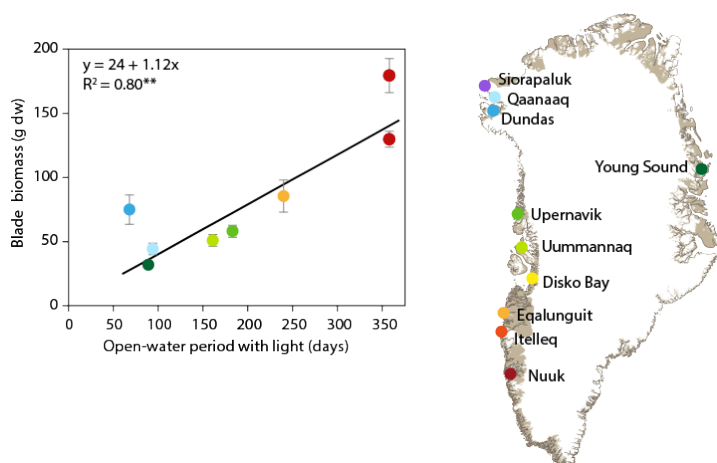 y = 24 + 1.12x
R² = 0.80**
200
150
100
50
0
Blade biomass (g dw)
0 50 100 150 200 250 300 350
Open-water period with light (days)
Siorapaluk
Qaanaaq
Dundas
Young Sound
Upernavik
Uummannaq
Disko Bay
Eqalunguit
Itelleq
Nuuk